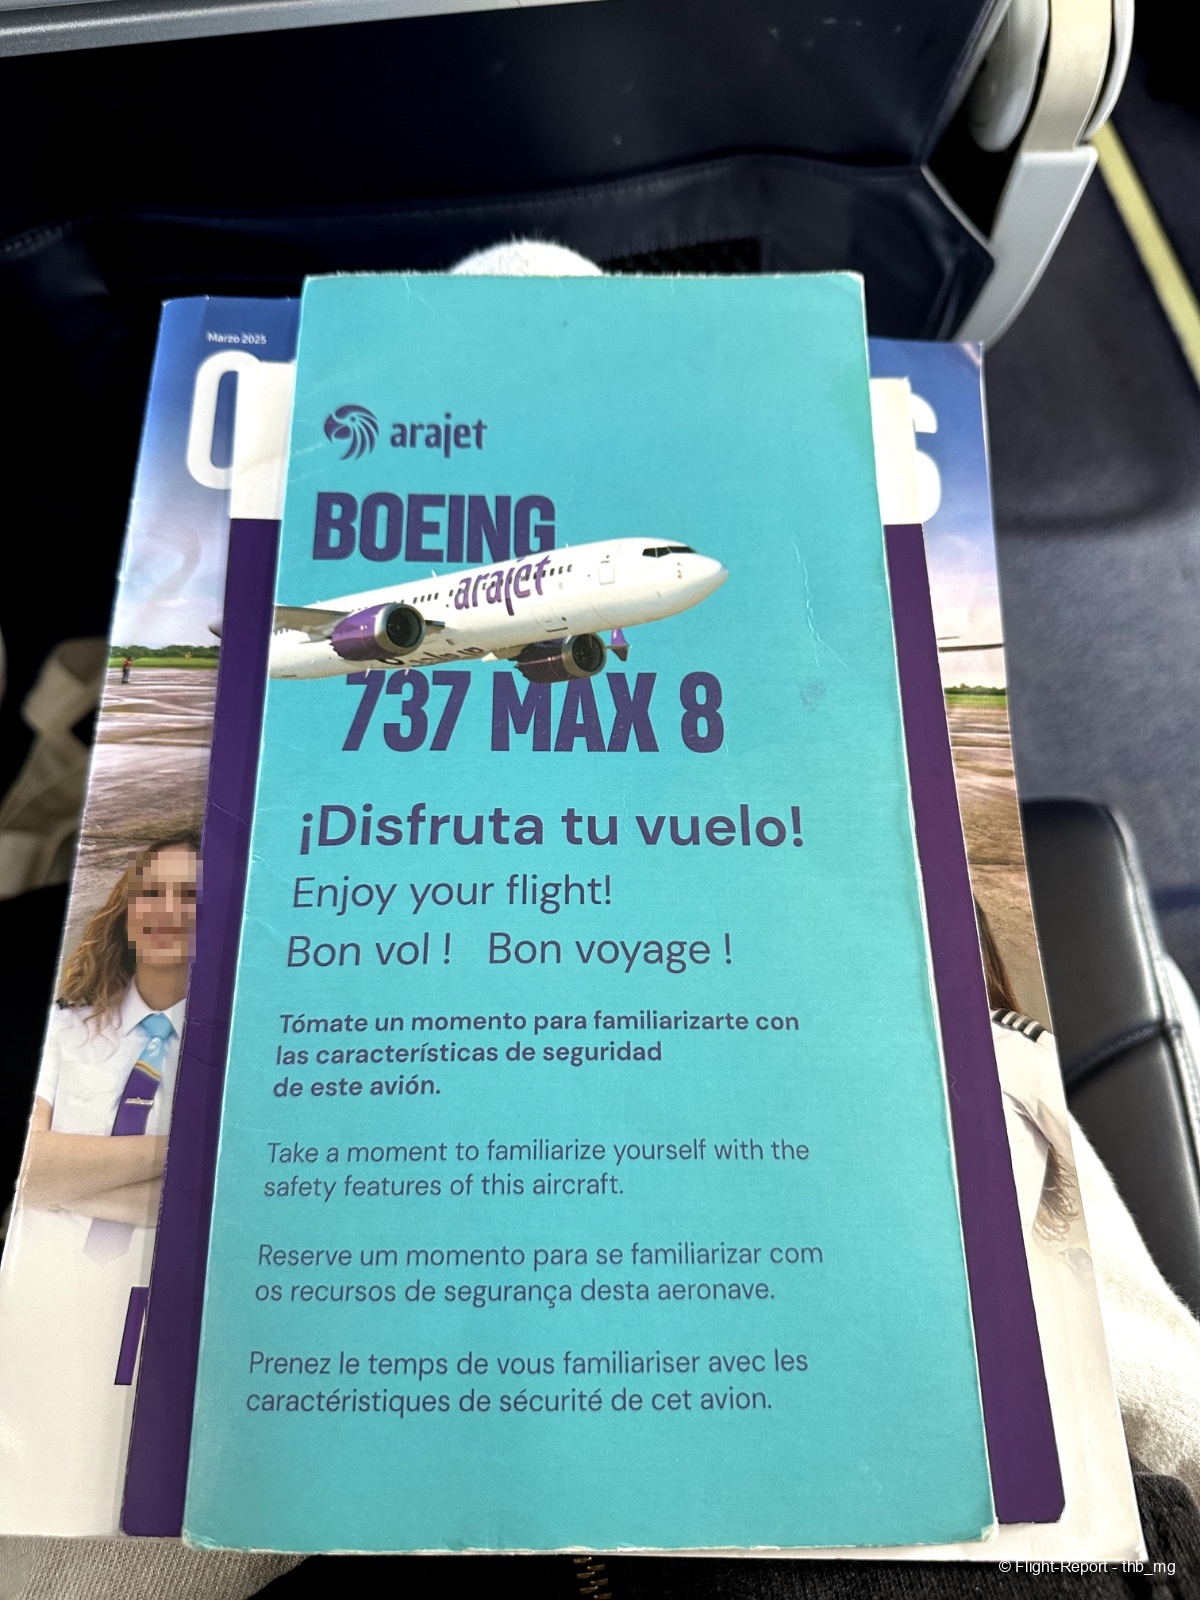 Marzo 2025
arajet
BOEING
arajet
737 MAX 8
¡Disfruta tu vuelo!
Enjoy your flight!
Bon vol ! Bon voyage !
Tómate un momento para familiarizarte con
las características de seguridad
de este avión.
Take a moment to familiarize yourself with the
safety features of this aircraft.
Reserve um momento para se familiarizar com
os recursos de segurança desta aeronave.
Prenez le temps de vous familiariser avec les
caractéristiques de sécurité de cet avion.
© Flight-Report - thb_mg